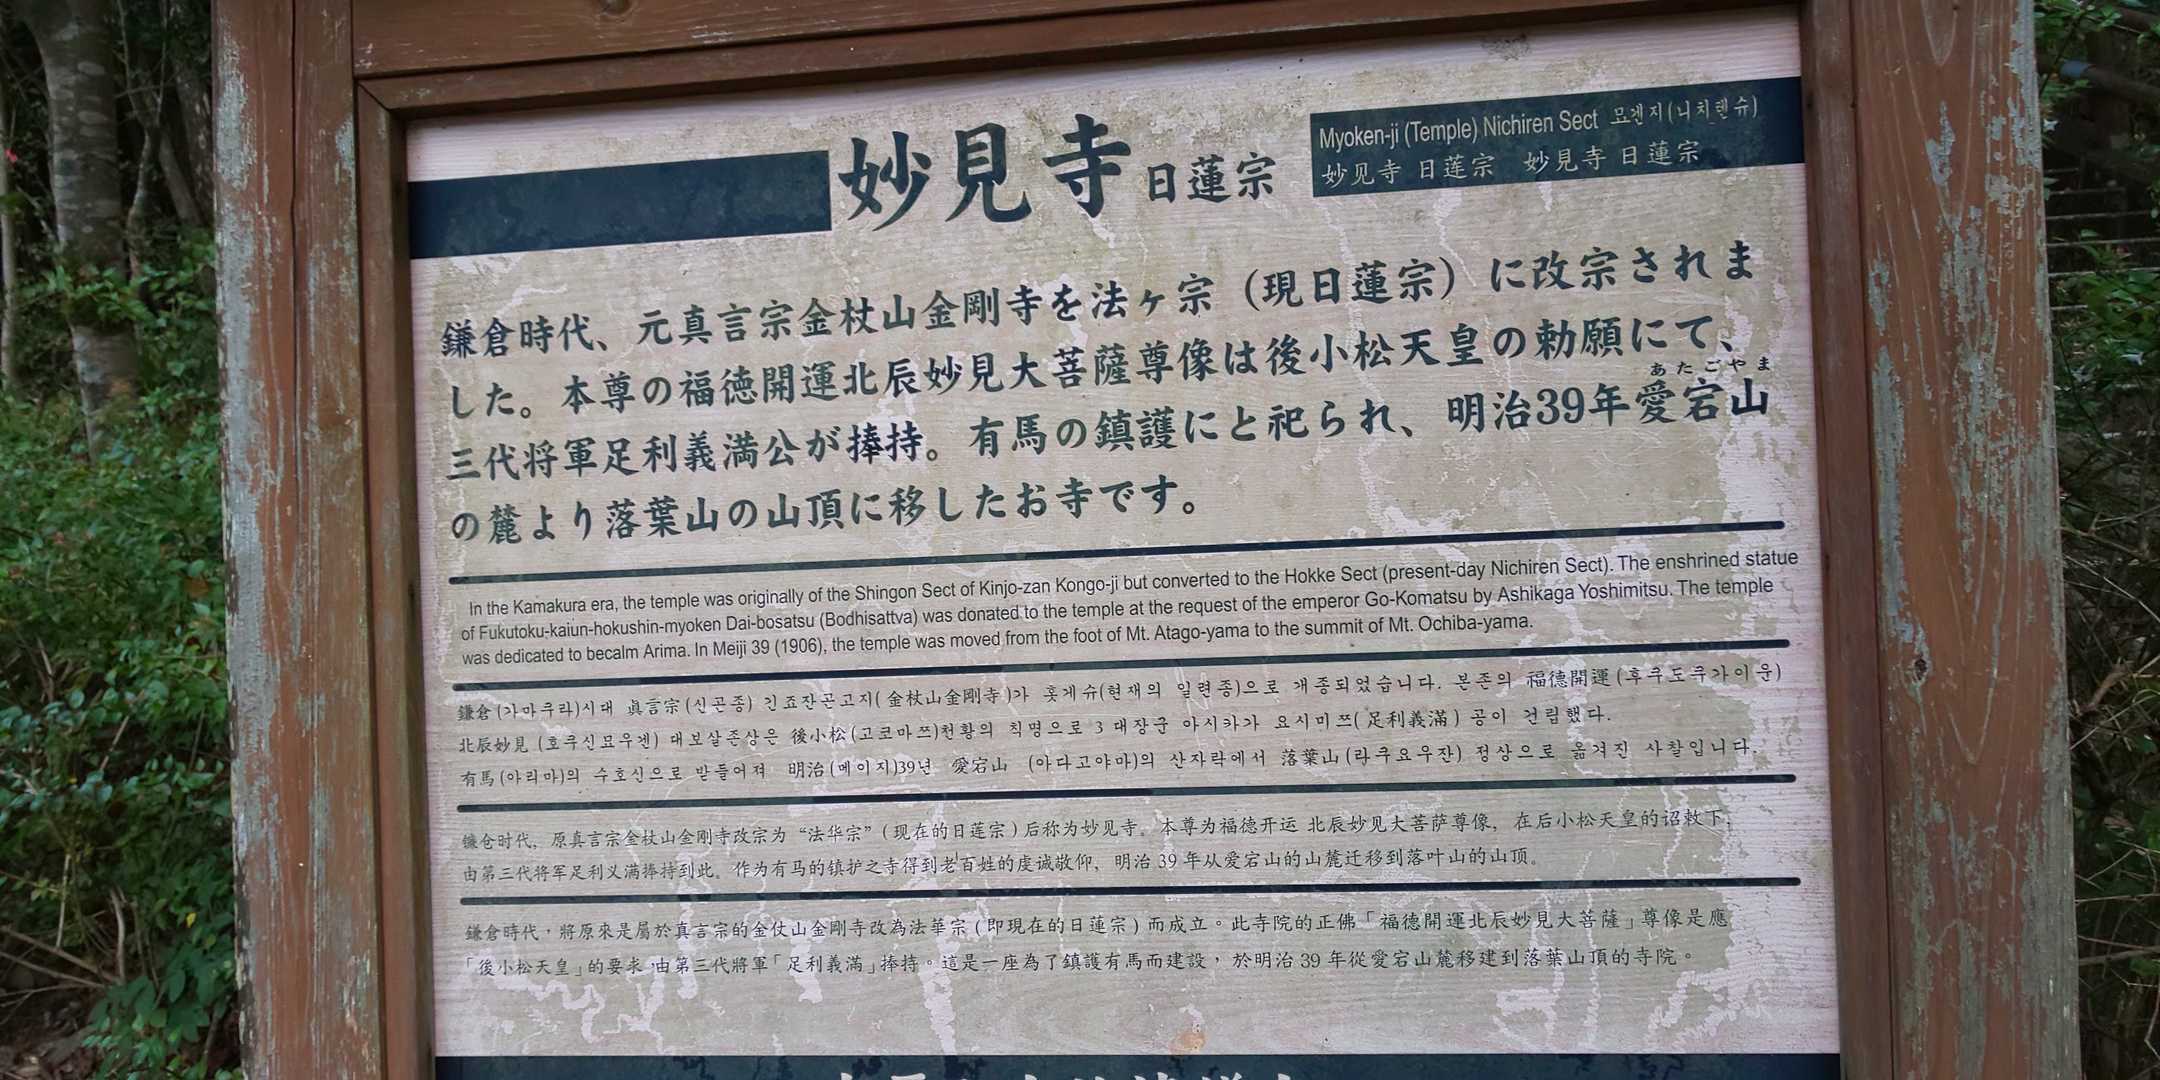 妙見寺 日蓮宗
Myoken-ji (Temple) Nichiren Sect 묘켄지(니치렌슈)
妙见寺 日莲宗 妙見寺 日蓮宗
鎌倉時代、元真言宗金杖山金剛寺を法ヶ宗（現日蓮宗）に改宗されま
した。本尊の福徳開運北辰妙見大菩薩尊像は後小松天皇の勅願にて、
あたごやま
三代将軍足利義満公が捧持。有馬の鎮護にと祀られ、明治39年愛宕山
の麓より落葉山の山頂に移したお寺です。
In the Kamakura era, the temple was originally of the Shingon Sect of Kinjo-zan Kongo-ji but converted to the Hokke Sect (present-day Nichiren Sect). The enshrined statue
of Fukutoku-kaiun-hokushin-myoken Dai-bosatsu (Bodhisattva) was donated to the temple at the request of the emperor Go-Komatsu by Ashikaga Yoshimitsu. The temple
was dedicated to becalm Arima. In Meiji 39 (1906), the temple was moved from the foot of Mt. Atago-yama to the summit of Mt. Ochiba-yama.
鎌倉(가마쿠라)시대 眞言宗(신곤종) 긴죠잔곤고지(金杖山金剛寺)가 홋게슈(현재의 일련종)으로 개종되었습니다. 본존의 福德開運(후쿠도쿠가이운)
北辰妙見 (호쿠신묘우겐) 대보살존상은 後小松(고코마쯔)천황의 칙명으로 3대장군 아시카가 요시미쯔(足利義滿) 공이 건립했다.
有馬(아리마)의 수호신으로 받들어져 明治(메이지)39년 愛宕山 (아다고야마)의 산자락에서 落葉山(라쿠요우잔) 정상으로 옮겨진 사찰입니다.
镰仓时代，原真言宗金杖山金剛寺改宗为“法华宗”(现在的日莲宗)后称为妙见寺。本尊为福德开运 北辰妙见大菩萨尊像，在后小松天皇的诏敕下，
由第三代将军足利义满捧持到此。作为有马的镇护之寺得到老百姓的虔诚敬仰，明治 39 年从爱宕山的山麓迁移到落叶山的山顶。
鎌倉時代，將原來是屬於真言宗的金仗山金剛寺改為法華宗(即現在的日蓮宗)而成立。此寺院的正佛「福德開運北辰妙見大菩薩」尊像是應
「後小松天皇」的要求，由第三代將軍「足利義滿」捧持。這是一座為了鎮護有馬而建設，於明治 39 年從愛宕山麓移建到落葉山頂的寺院。